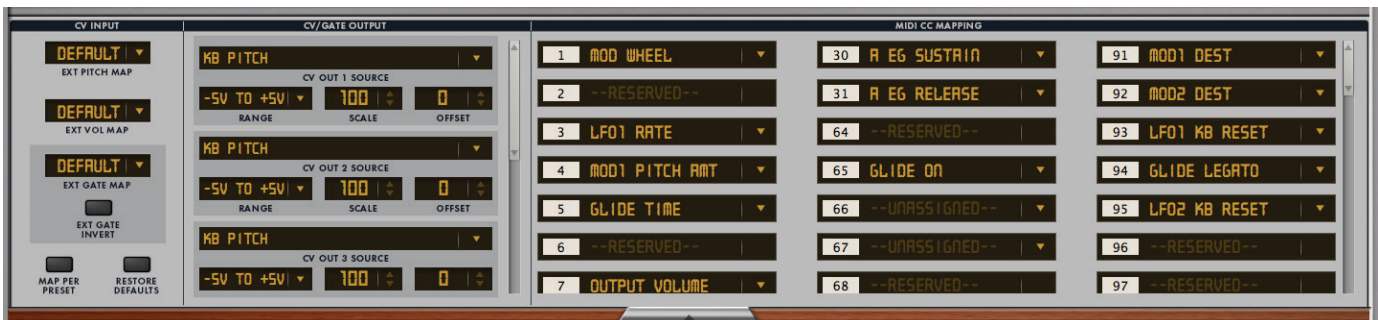 CV INPUT
DEFAULT
EXT PITCH MAP
DEFAULT
EXT VOL MAP
DEFAULT
EXT GATE MAP
EXT GATE
INVERT
MAP PER
PRESET
RESTORE
DEFAULTS
CV/GATE OUTPUT
KB PITCH
CV OUT 1 SOURCE
-5V TO +5V 100 0
RANGE SCALE OFFSET
KB PITCH
CV OUT 2 SOURCE
-5V TO +5V 100 0
RANGE SCALE OFFSET
KB PITCH
CV OUT 3 SOURCE
-5V TO +5V 100 0
RANGE SCALE OFFSET
MIDI CC MAPPING
1 MOD WHEEL
2 --RESERVED--
3 LFO1 RATE
4 MOD1 PITCH AMT
5 GLIDE TIME
6 --RESERVED--
7 OUTPUT VOLUME
30 A EG SUSTAIN
31 A EG RELEASE
64 --RESERVED--
65 GLIDE ON
66 --UNASSIGNED--
67 --UNASSIGNED--
68 --RESERVED--
91 MOD1 DEST
92 MOD2 DEST
93 LFO1 KB RESET
94 GLIDE LEGATO
95 LFO2 KB RESET
96 --RESERVED--
97 --RESERVED--